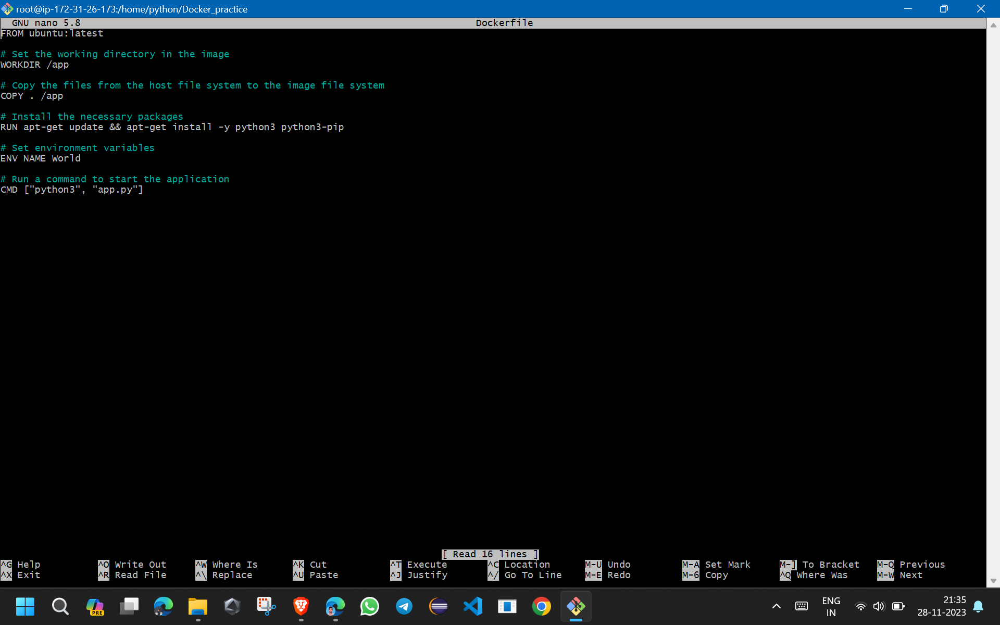 root@ip-172-31-26-173:/home/python/Docker_practice
GNU nano 5.8 Dockerfile
FROM ubuntu:latest
# Set the working directory in the image
WORKDIR /app
# Copy the files from the host file system to the image file system
COPY . /app
# Install the necessary packages
RUN apt-get update && apt-get install -y python3 python3-pip
# Set environment variables
ENV NAME World
# Run a command to start the application
CMD ["python3", "app.py"]
[ Read 16 lines ]
^G Help ^O Write Out ^W Where Is ^K Cut ^T Execute ^C Location M-U Undo M-A Set Mark M-] To Bracket M-Q Previous
^X Exit ^R Read File ^\ Replace ^U Paste ^J Justify ^/ Go To Line M-E Redo M-6 Copy ^Q Where Was M-W Next
PRE
ENG
IN
21:35
28-11-2023